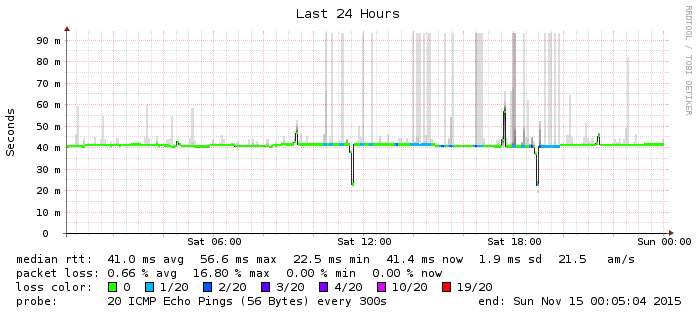 Last 24 Hours
RRDTOOL / TOBI OETIKER
Seconds
90 m
80 m
70 m
60 m
50 m
40 m
30 m
20 m
10 m
0
Sat 06:00 Sat 12:00 Sat 18:00 Sun 00:00
median rtt: 41.0 ms avg 56.6 ms max 22.5 ms min 41.4 ms now 1.9 ms sd 21.5 am/s
packet loss: 0.66 % avg 16.80 % max 0.00 % min 0.00 % now
loss color: 0 1/20 2/20 3/20 4/20 10/20 19/20
probe: 20 ICMP Echo Pings (56 Bytes) every 300s end: Sun Nov 15 00:05:04 2015